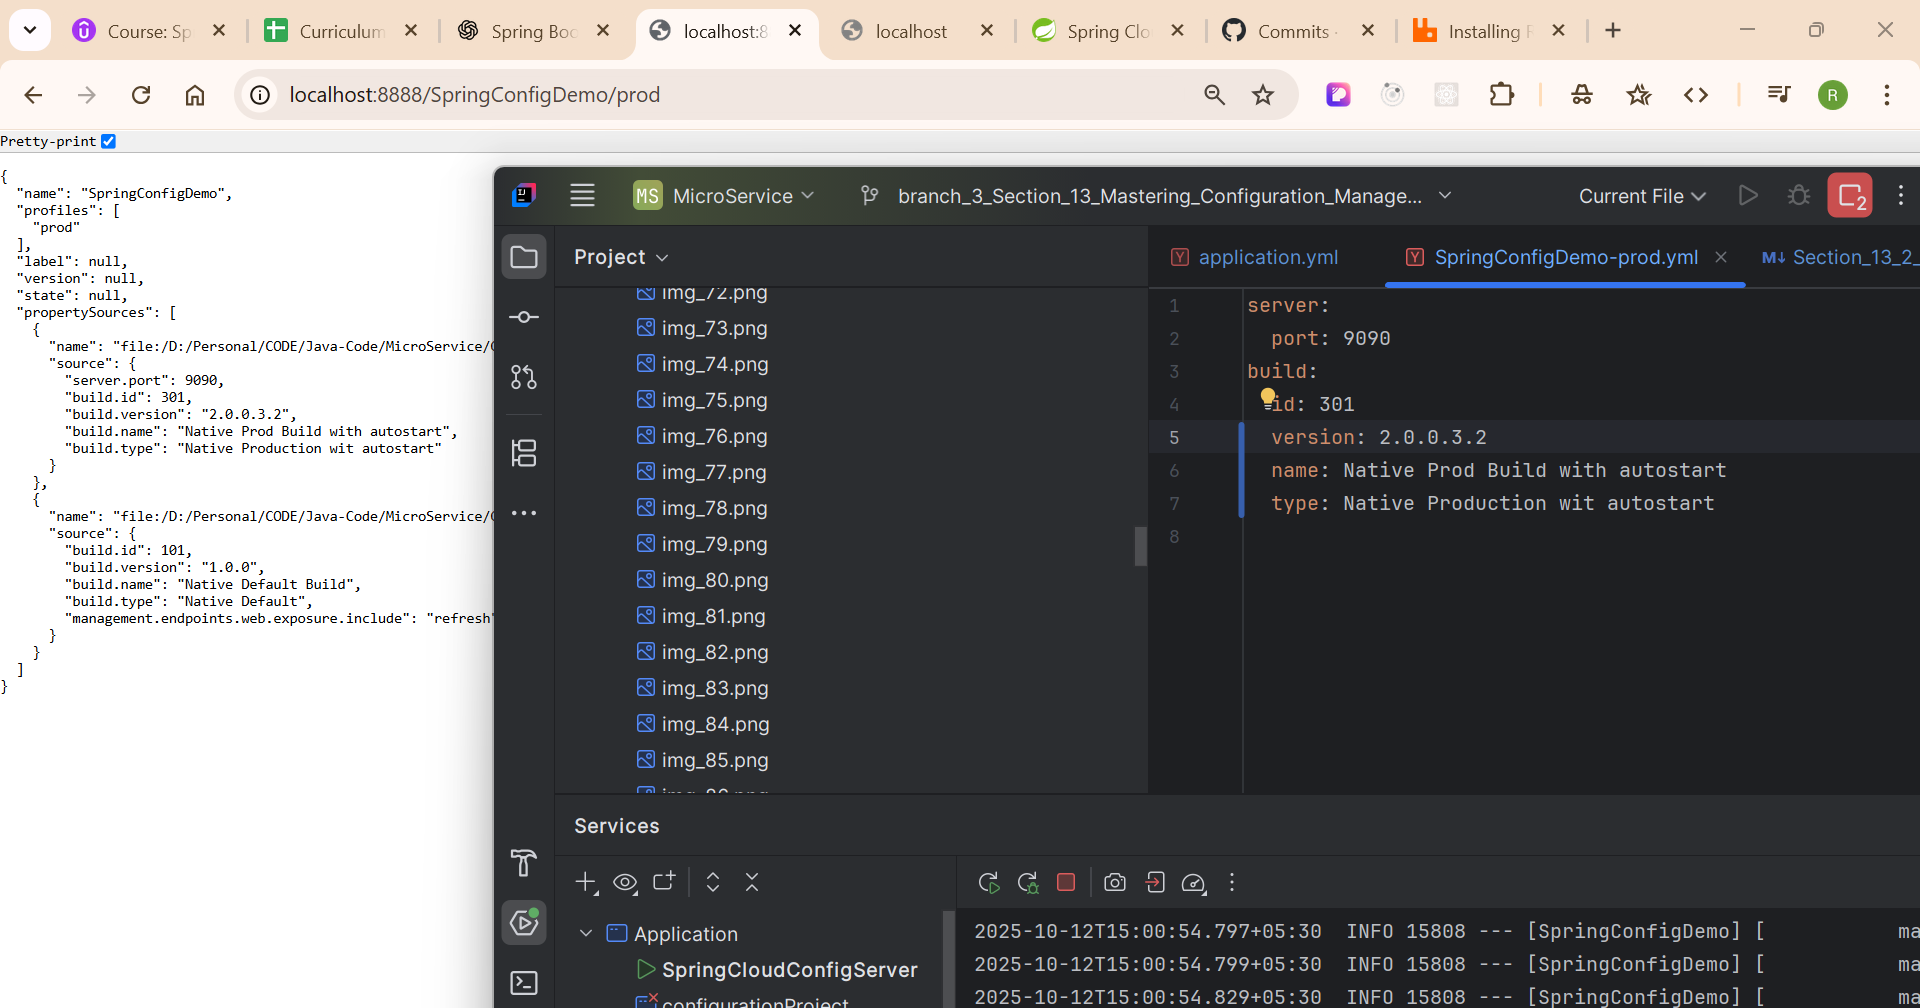 Course: Sp
Curriculum
Spring Boo
localhost:8
localhost
Spring Clo
Commits ·
Installing R
localhost:8888/SpringConfigDemo/prod
R
Pretty-print
{
"name": "SpringConfigDemo",
"profiles": [
"prod"
],
"label": null,
"version": null,
"state": null,
"propertySources": [
{
"name": "file:/D:/Personal/CODE/Java-Code/MicroService/
"source": {
"server.port": 9090,
"build.id": 301,
"build.version": "2.0.0.3.2",
"build.name": "Native Prod Build with autostart",
"build.type": "Native Production wit autostart"
}
},
{
"name": "file:/D:/Personal/CODE/Java-Code/MicroService/
"source": {
"build.id": 101,
"build.version": "1.0.0",
"build.name": "Native Default Build",
"build.type": "Native Default",
"management.endpoints.web.exposure.include": "refresh"
}
}
]
}
MS MicroService
branch_3_Section_13_Mastering_Configuration_Manage...
Current File
2
Project
img_72.png
img_73.png
img_74.png
img_75.png
img_76.png
img_77.png
img_78.png
img_79.png
img_80.png
img_81.png
img_82.png
img_83.png
img_84.png
img_85.png
application.yml
SpringConfigDemo-prod.yml
M↓ Section_13_2_
1 server:
2 port: 9090
3 build:
4 id: 301
5 version: 2.0.0.3.2
6 name: Native Prod Build with autostart
7 type: Native Production wit autostart
8
Services
Application
SpringCloudConfigServer
configurationProject
2025-10-12T15:00:54.797+05:30 INFO 15808 --- [SpringConfigDemo] [ ma
2025-10-12T15:00:54.799+05:30 INFO 15808 --- [SpringConfigDemo] [ ma
2025-10-12T15:00:54.829+05:30 INFO 15808 --- [SpringConfigDemo] [ ma